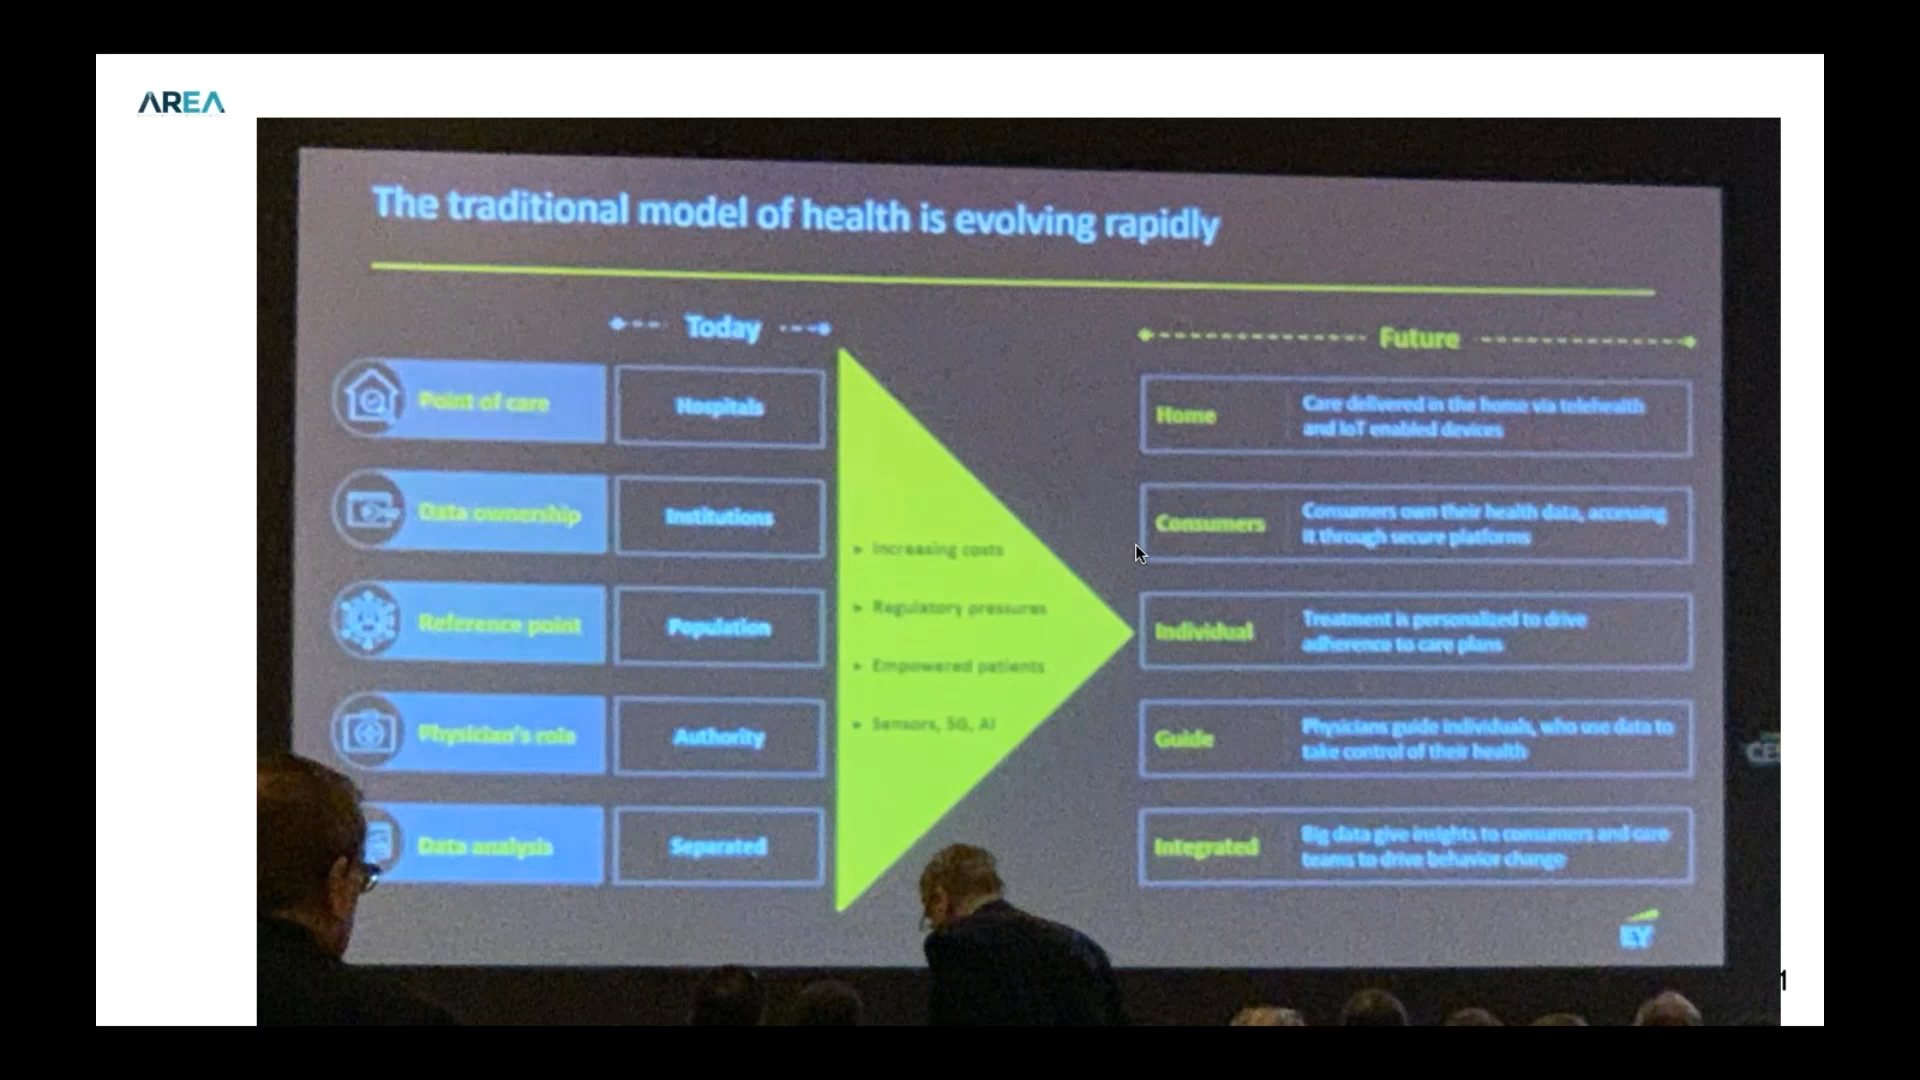 AREA
The traditional model of health is evolving rapidly
Today
Future
Point of care
Hospitals
Home
Care delivered in the home via telehealth
and IoT enabled devices
Data ownership
Institutions
Consumers
Consumers own their health data, accessing
it through secure platforms
Reference point
Population
Individual
Treatment is personalized to drive
adherence to care plans
Physician's role
Authority
Guide
Physicians guide individuals, who use data to
take control of their health
Data analysis
Separated
Integrated
Big data give insights to consumers and care
teams to drive behavior change
Increasing costs
Regulatory pressures
Empowered patients
Sensors, 5G, AI
EY
1